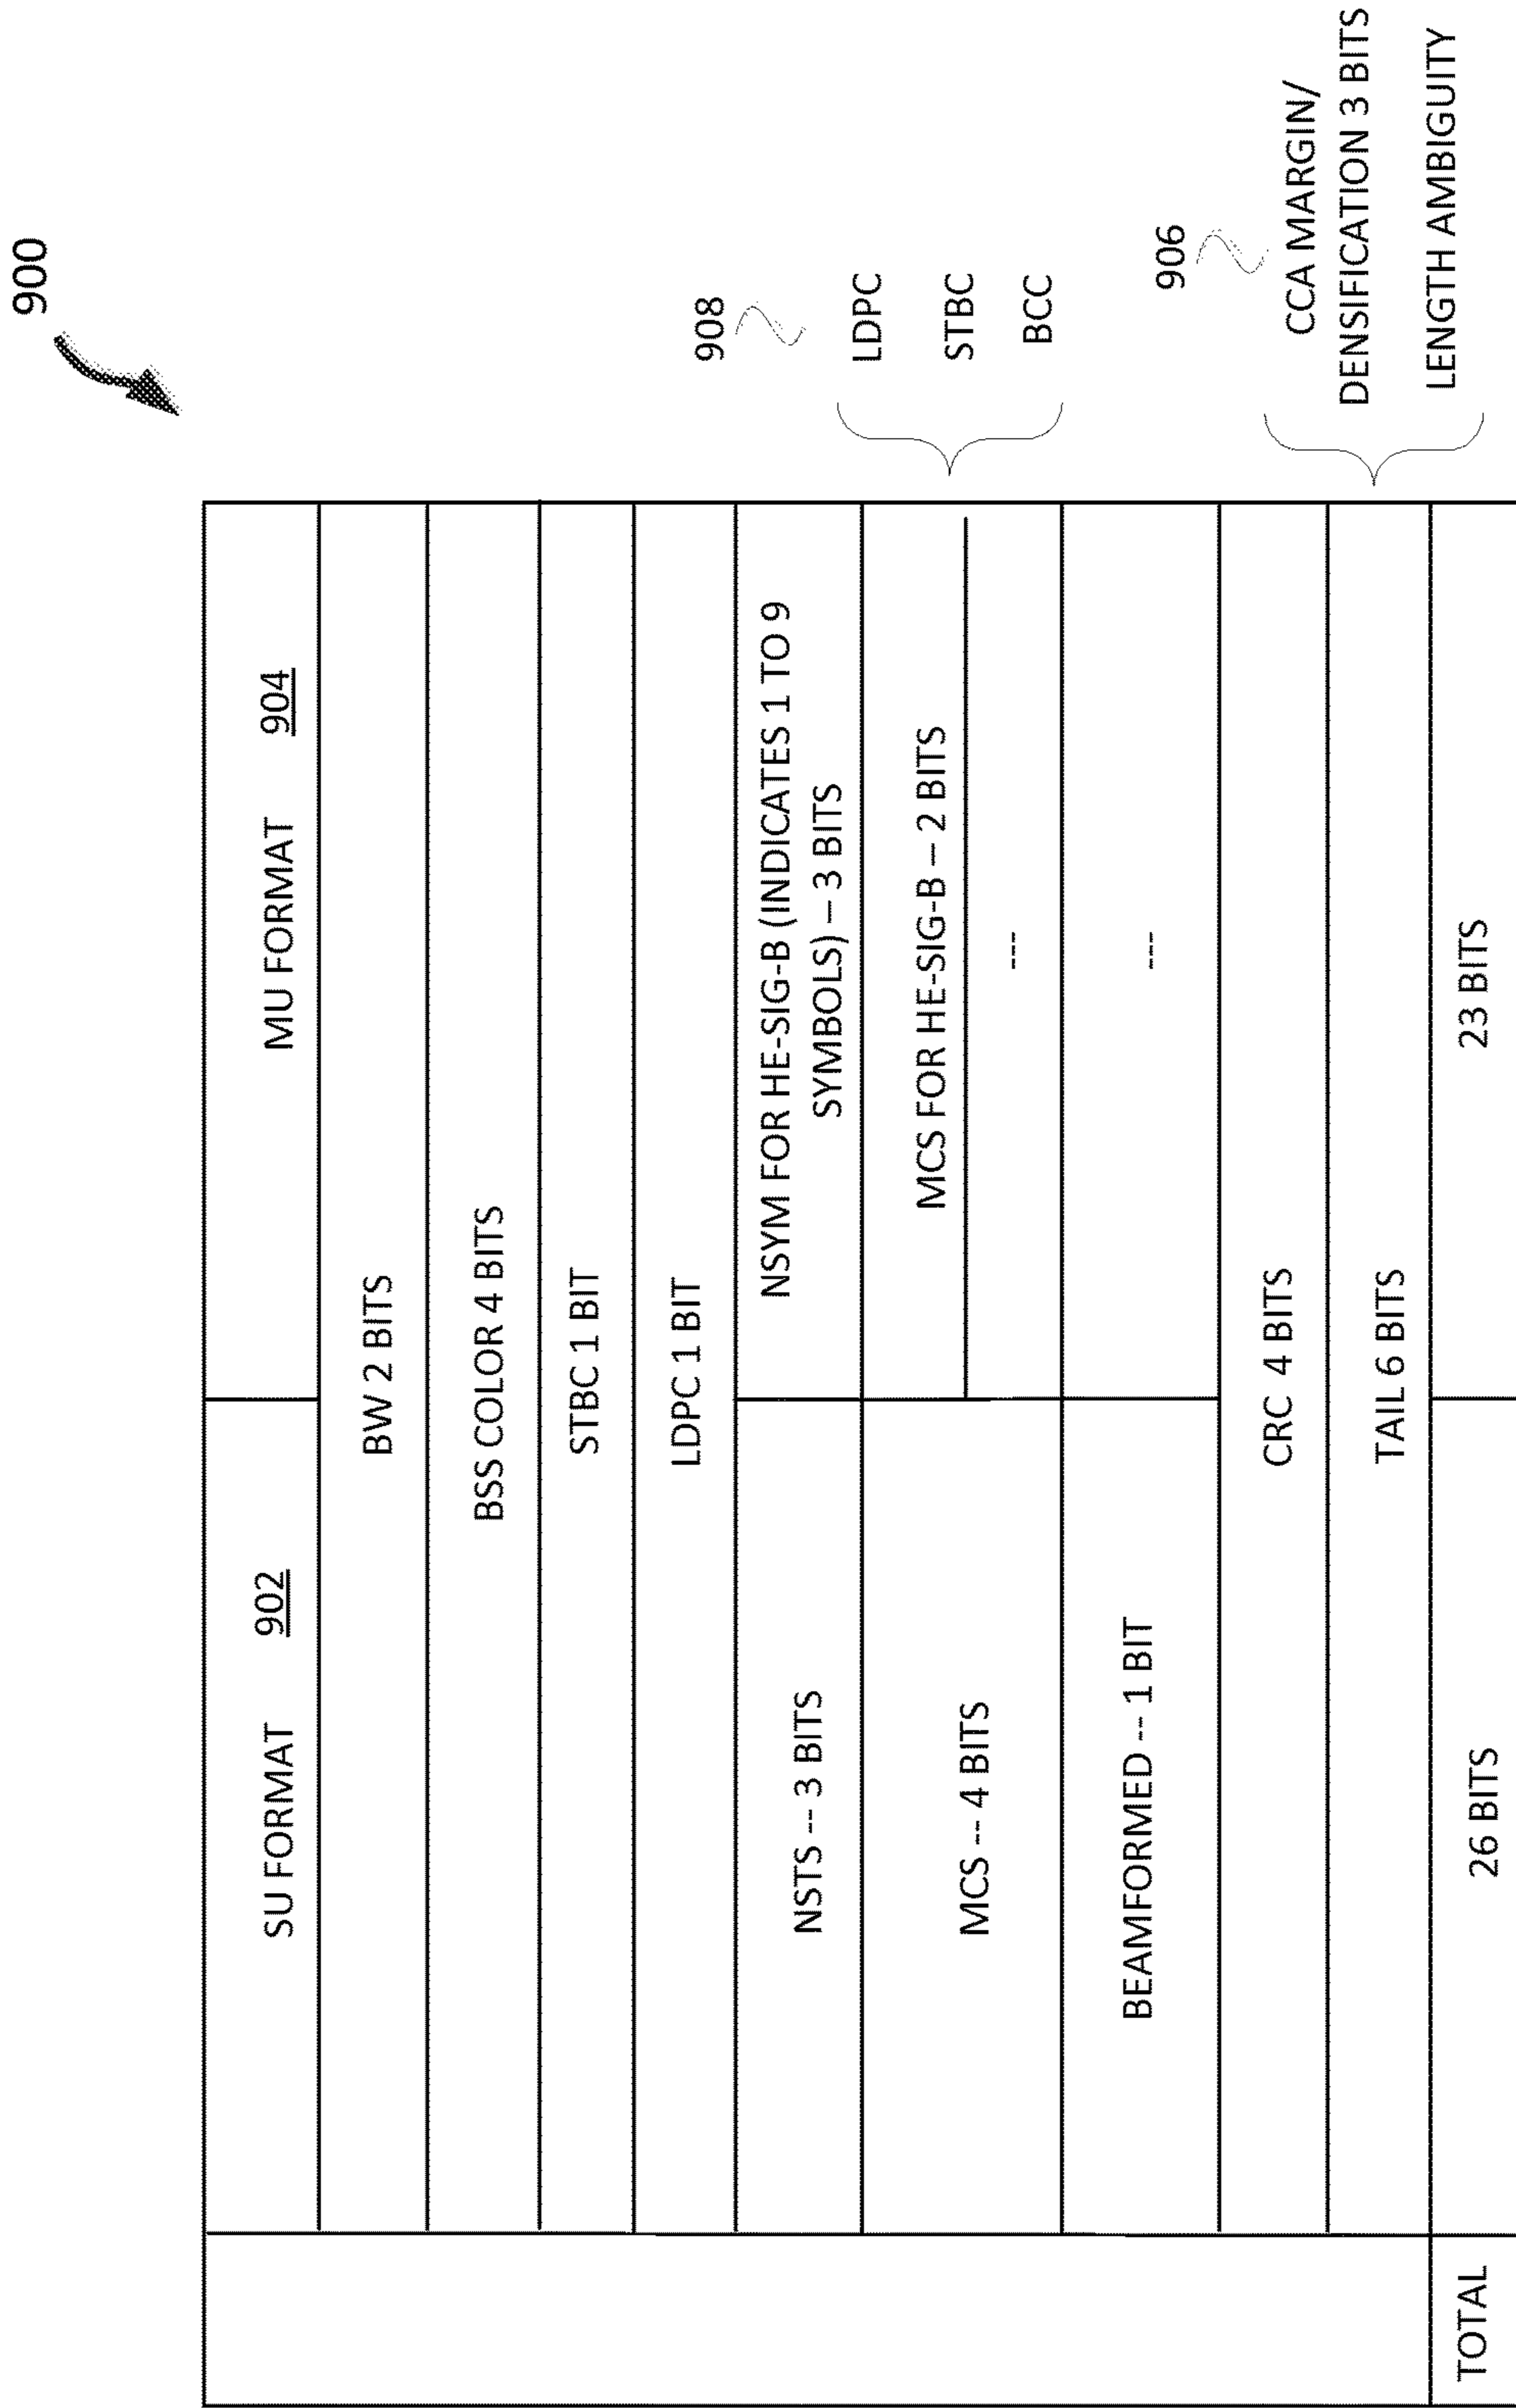 900
SU FORMAT 902
MU FORMAT 904
BW 2 BITS
BSS COLOR 4 BITS
STBC 1 BIT
LDPC 1 BIT
NSTS -- 3 BITS
NSYM FOR HE-SIG-B (INDICATES 1 TO 9
SYMBOLS) – 3 BITS
MCS -- 4 BITS
MCS FOR HE-SIG-B – 2 BITS
---
BEAMFORMED -- 1 BIT
---
CRC 4 BITS
TAIL 6 BITS
TOTAL
26 BITS
23 BITS
908
LDPC
STBC
BCC
906
CCA MARGIN/
DENSIFICATION 3 BITS
LENGTH AMBIGUITY